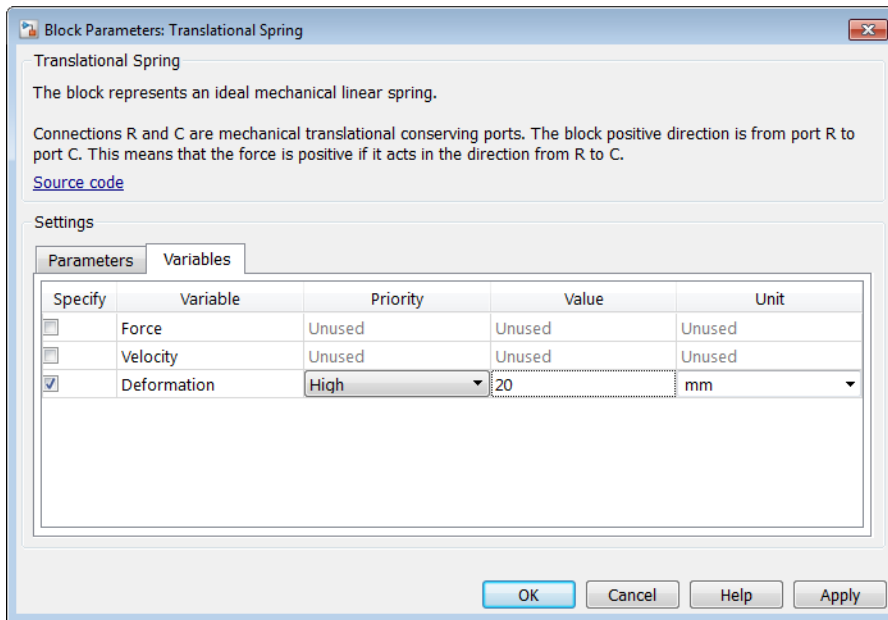 Block Parameters: Translational Spring
Translational Spring
The block represents an ideal mechanical linear spring.
Connections R and C are mechanical translational conserving ports. The block positive direction is from port R to
port C. This means that the force is positive if it acts in the direction from R to C.
Source code
Settings
Parameters Variables
Specify Variable Priority Value Unit
Force Unused Unused Unused
Velocity Unused Unused Unused
Deformation High 20 mm
OK Cancel Help Apply